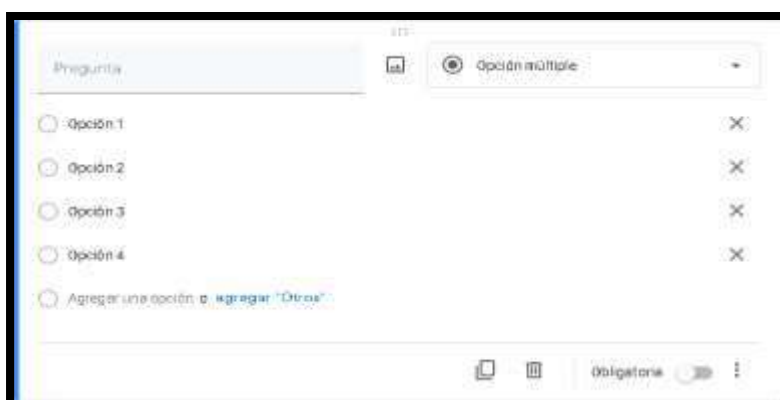 Pregunta
Opción múltiple
Opción 1
Opción 2
Opción 3
Opción 4
Agregar una opción o agregar "Otros"
Obligatoria